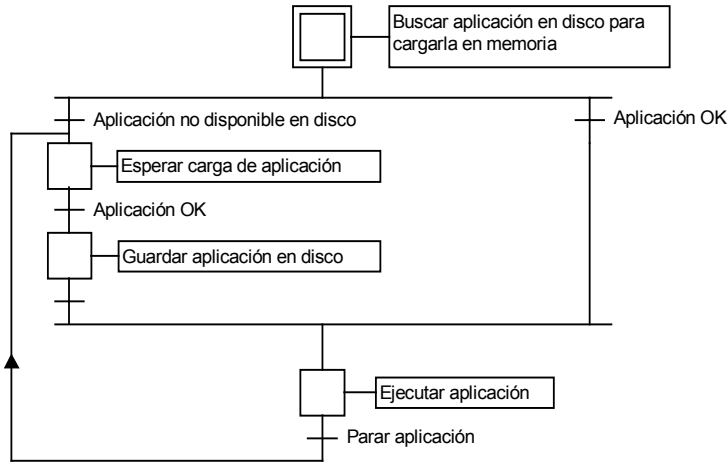 Buscar aplicación en disco para
cargarla en memoria
Aplicación no disponible en disco
Aplicación OK
Esperar carga de aplicación
Aplicación OK
Guardar aplicación en disco
Ejecutar aplicación
Parar aplicación